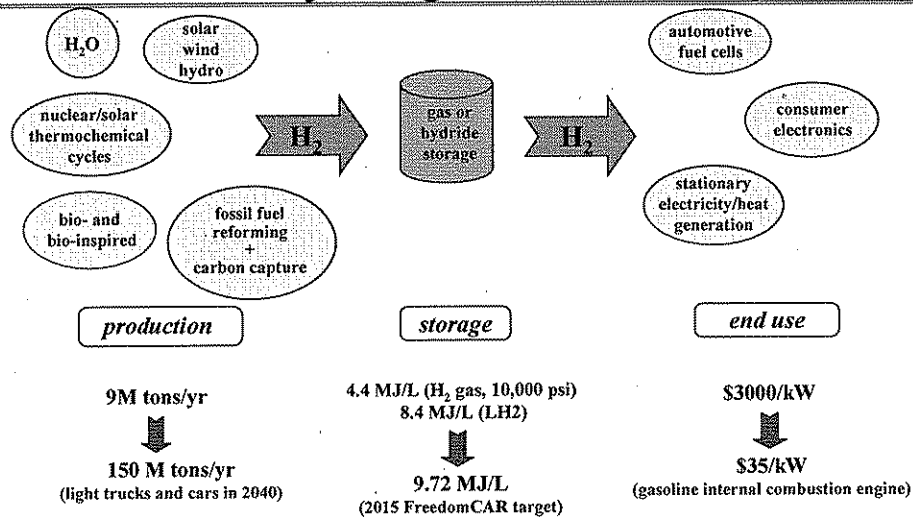 H₂O
solar
wind
hydro
nuclear/solar
thermochemical
cycles
bio- and
bio-inspired
fossil fuel
reforming
+
carbon capture
H₂
gas or
hydride
storage
H₂
automotive
fuel cells
consumer
electronics
stationary
electricity/heat
generation
production
storage
end use
9M tons/yr
150 M tons/yr
(light trucks and cars in 2040)
4.4 MJ/L (H₂ gas, 10,000 psi)
8.4 MJ/L (LH2)
9.72 MJ/L
(2015 FreedomCAR target)
$3000/kW
$35/kW
(gasoline internal combustion engine)